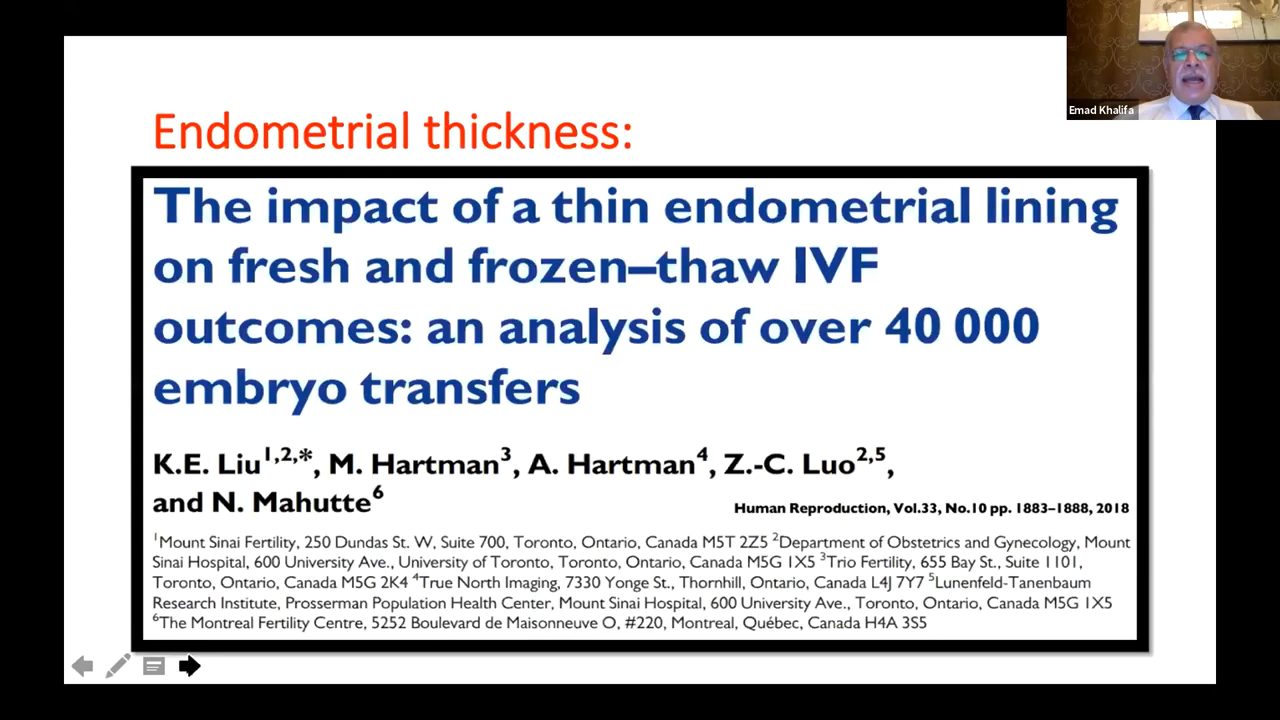 Emad Khalifa
Endometrial thickness:
The impact of a thin endometrial lining
on fresh and frozen–thaw IVF
outcomes: an analysis of over 40 000
embryo transfers
K.E. Liu1,2,*, M. Hartman3, A. Hartman4, Z.-C. Luo2,5,
and N. Mahutte6
Human Reproduction, Vol.33, No.10 pp. 1883–1888, 2018
1Mount Sinai Fertility, 250 Dundas St. W, Suite 700, Toronto, Ontario, Canada M5T 2Z5 2Department of Obstetrics and Gynecology, Mount
Sinai Hospital, 600 University Ave., University of Toronto, Toronto, Ontario, Canada M5G 1X5 3Trio Fertility, 655 Bay St., Suite 1101,
Toronto, Ontario, Canada M5G 2K4 4True North Imaging, 7330 Yonge St., Thornhill, Ontario, Canada L4J 7Y7 5Lunenfeld-Tanenbaum
Research Institute, Prosserman Population Health Center, Mount Sinai Hospital, 600 University Ave., Toronto, Ontario, Canada M5G 1X5
6The Montreal Fertility Centre, 5252 Boulevard de Maisonneuve O, #220, Montreal, Québec, Canada H4A 3S5